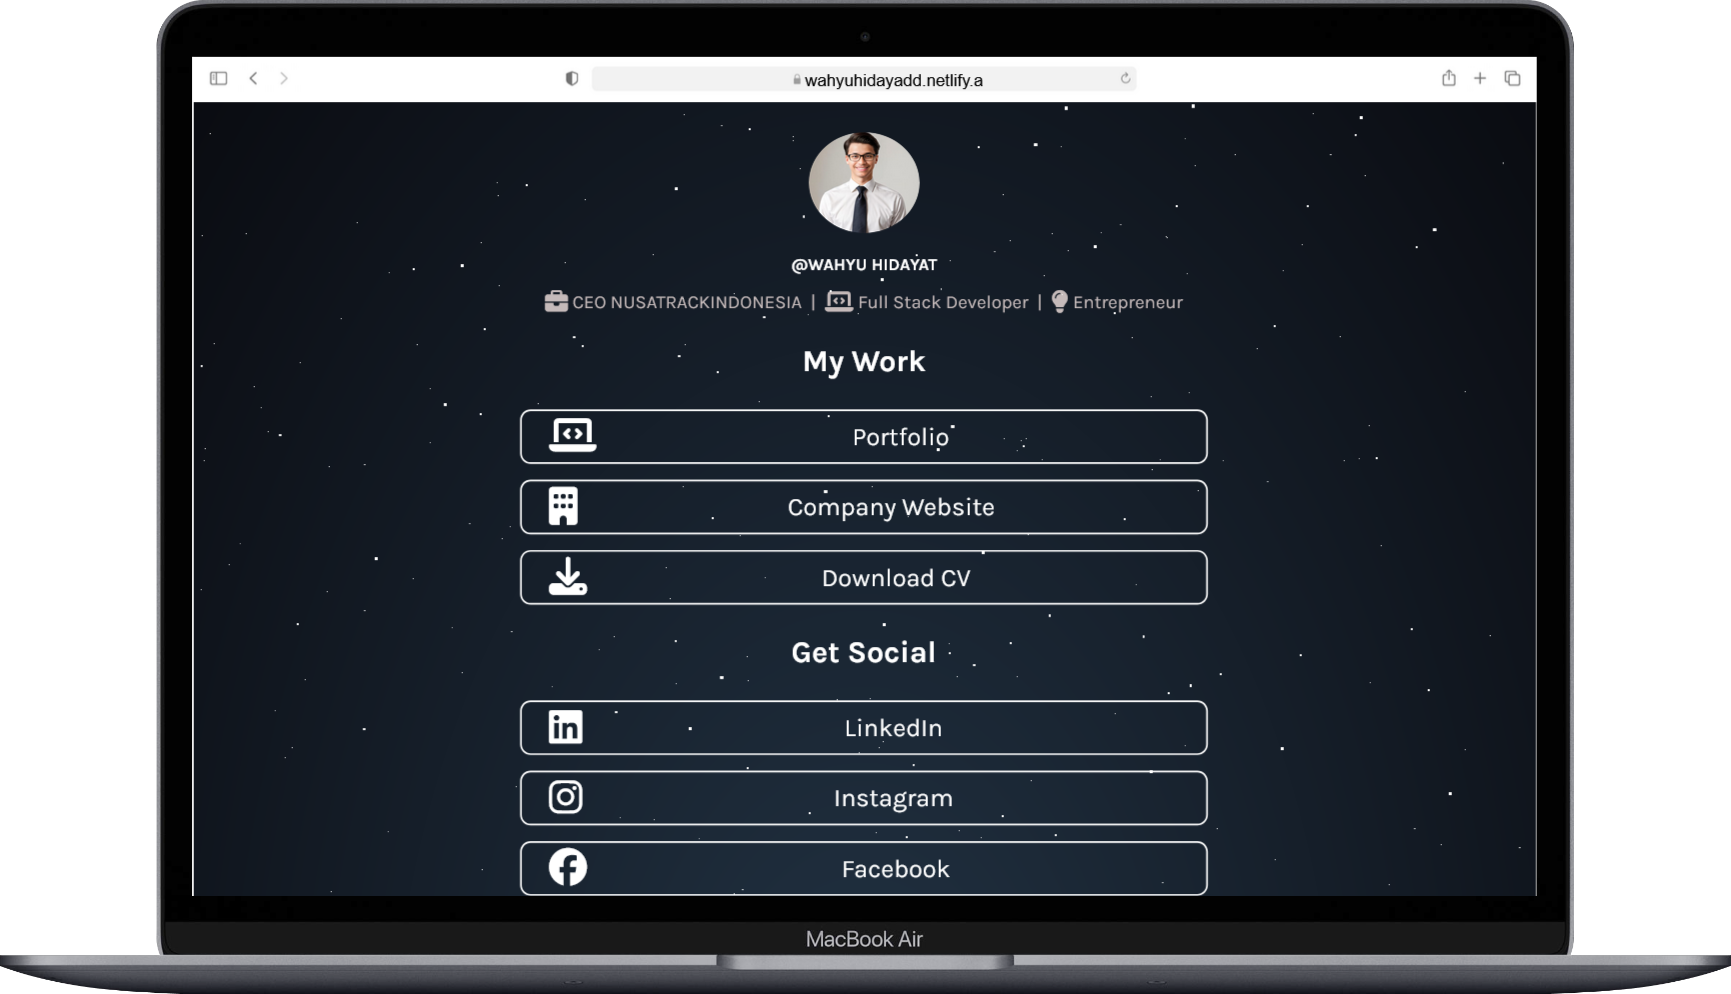 wahyuhidayadd.netlify.a
@WAHYU HIDAYAT
CEO NUSATRACKINDONESIA | Full Stack Developer | Entrepreneur
My Work
Portfolio
Company Website
Download CV
Get Social
in LinkedIn
Instagram
Facebook
MacBook Air